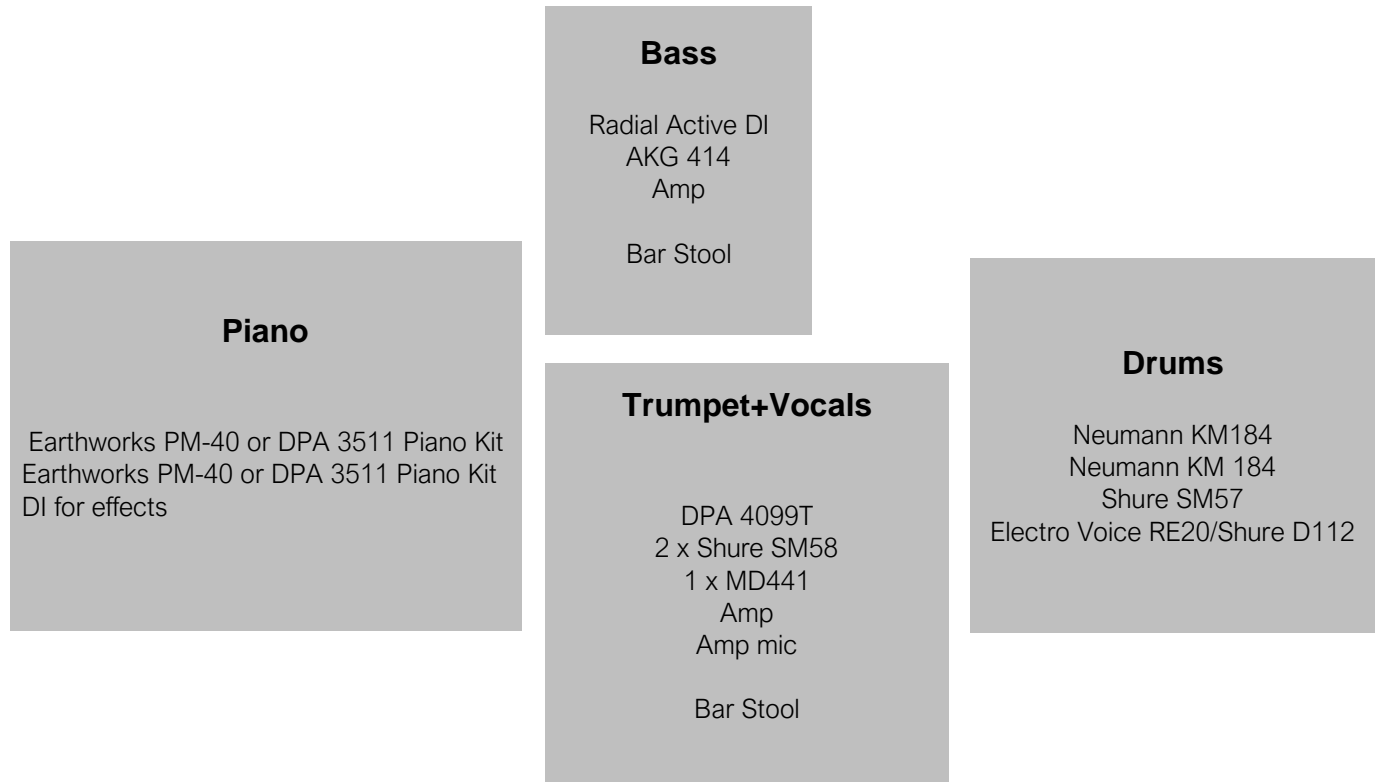 Bass
Radial Active DI
AKG 414
Amp
Bar Stool
Piano
Earthworks PM-40 or DPA 3511 Piano Kit
Earthworks PM-40 or DPA 3511 Piano Kit
DI for effects
Trumpet+Vocals
DPA 4099T
2 x Shure SM58
1 x MD441
Amp
Amp mic
Bar Stool
Drums
Neumann KM184
Neumann KM 184
Shure SM57
Electro Voice RE20/Shure D112